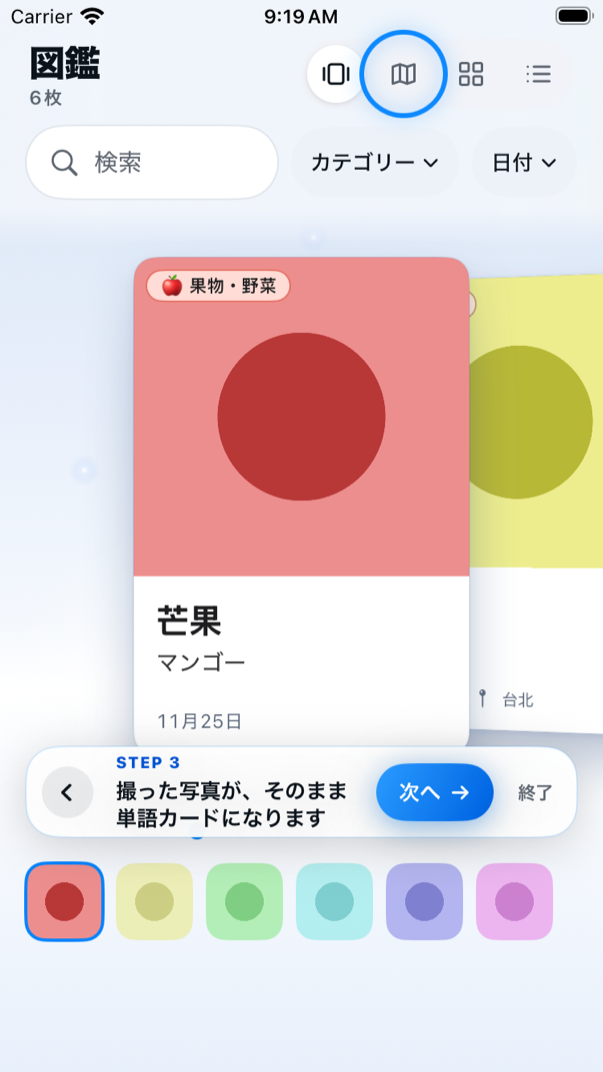 Carrier 9:19 AM
図鑑
6枚
検索
カテゴリー
日付
果物・野菜
芒果
マンゴー
11月25日
台北
STEP 3
撮った写真が、そのまま
単語カードになります
次へ →
終了